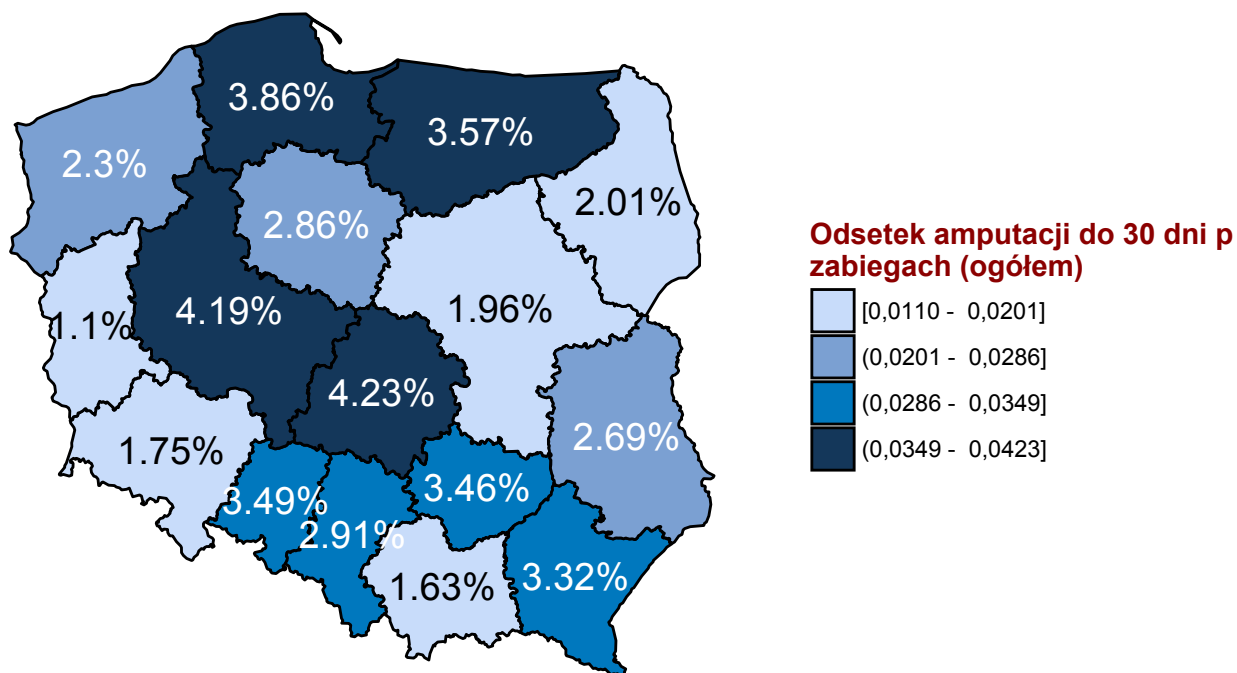 3.86%
3.57%
2.3%
2.01%
2.86%
4.19%
1.96%
1.1%
4.23%
1.75%
2.69%
3.49%
3.46%
2.91%
3.32%
1.63%
Odsetek amputacji do 30 dni p
zabiegach (ogółem)
[0,0110 - 0,0201]
(0,0201 - 0,0286]
(0,0286 - 0,0349]
(0,0349 - 0,0423]